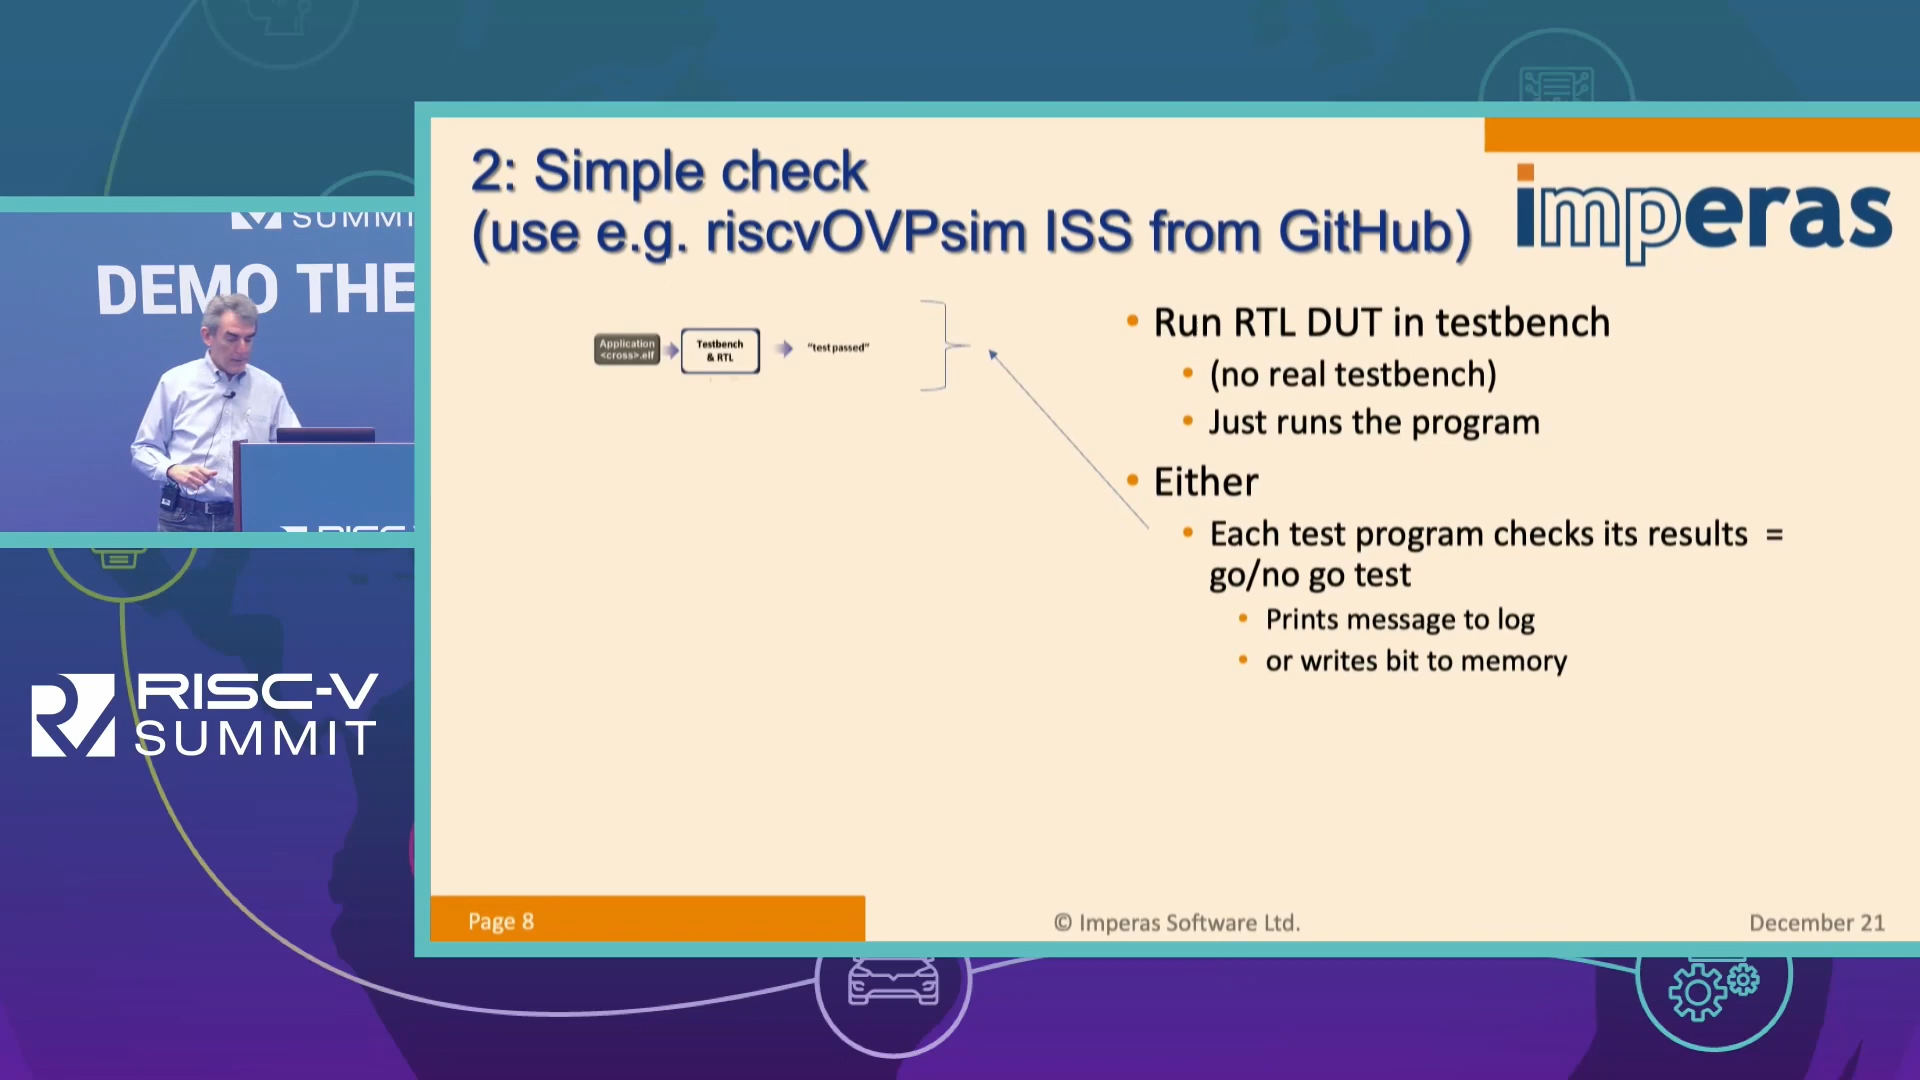 2: Simple check
(use e.g. riscvOVPsim ISS from GitHub)
imperas
Application
<cross>.elf
Testbench
& RTL
"test passed"
• Run RTL DUT in testbench
• (no real testbench)
• Just runs the program
• Either
• Each test program checks its results =
go/no go test
• Prints message to log
• or writes bit to memory
Page 8
© Imperas Software Ltd.
December 21
SUMMI
DEMO THE
RISC-V
RISC-V
SUMMIT